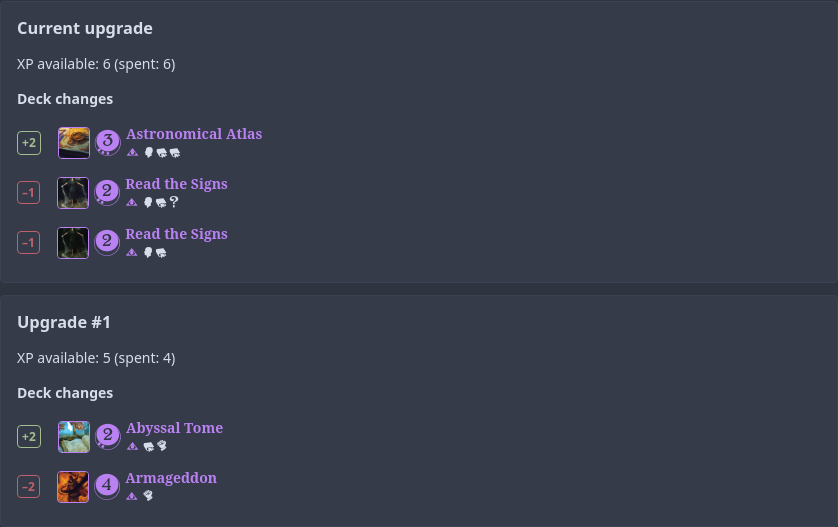 Current upgrade
XP available: 6 (spent: 6)
Deck changes
+2 3 Astronomical Atlas
−1 2 Read the Signs
?
−1 2 Read the Signs
Upgrade #1
XP available: 5 (spent: 4)
Deck changes
+2 2 Abyssal Tome
−2 4 Armageddon